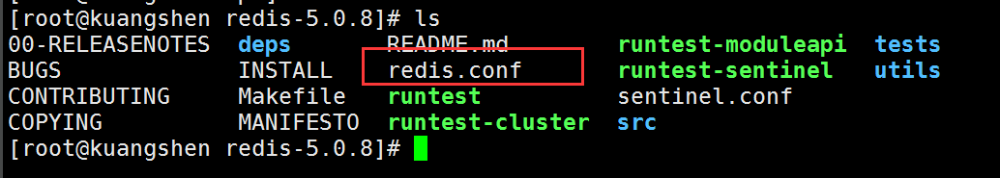 [root@kuangshen redis-5.0.8]# ls
00-RELEASENOTES  deps       README.md        runtest-moduleapi  tests
BUGS             INSTALL    redis.conf       runtest-sentinel   utils
CONTRIBUTING     Makefile   runtest          sentinel.conf
COPYING          MANIFESTO  runtest-cluster  src
[root@kuangshen redis-5.0.8]#